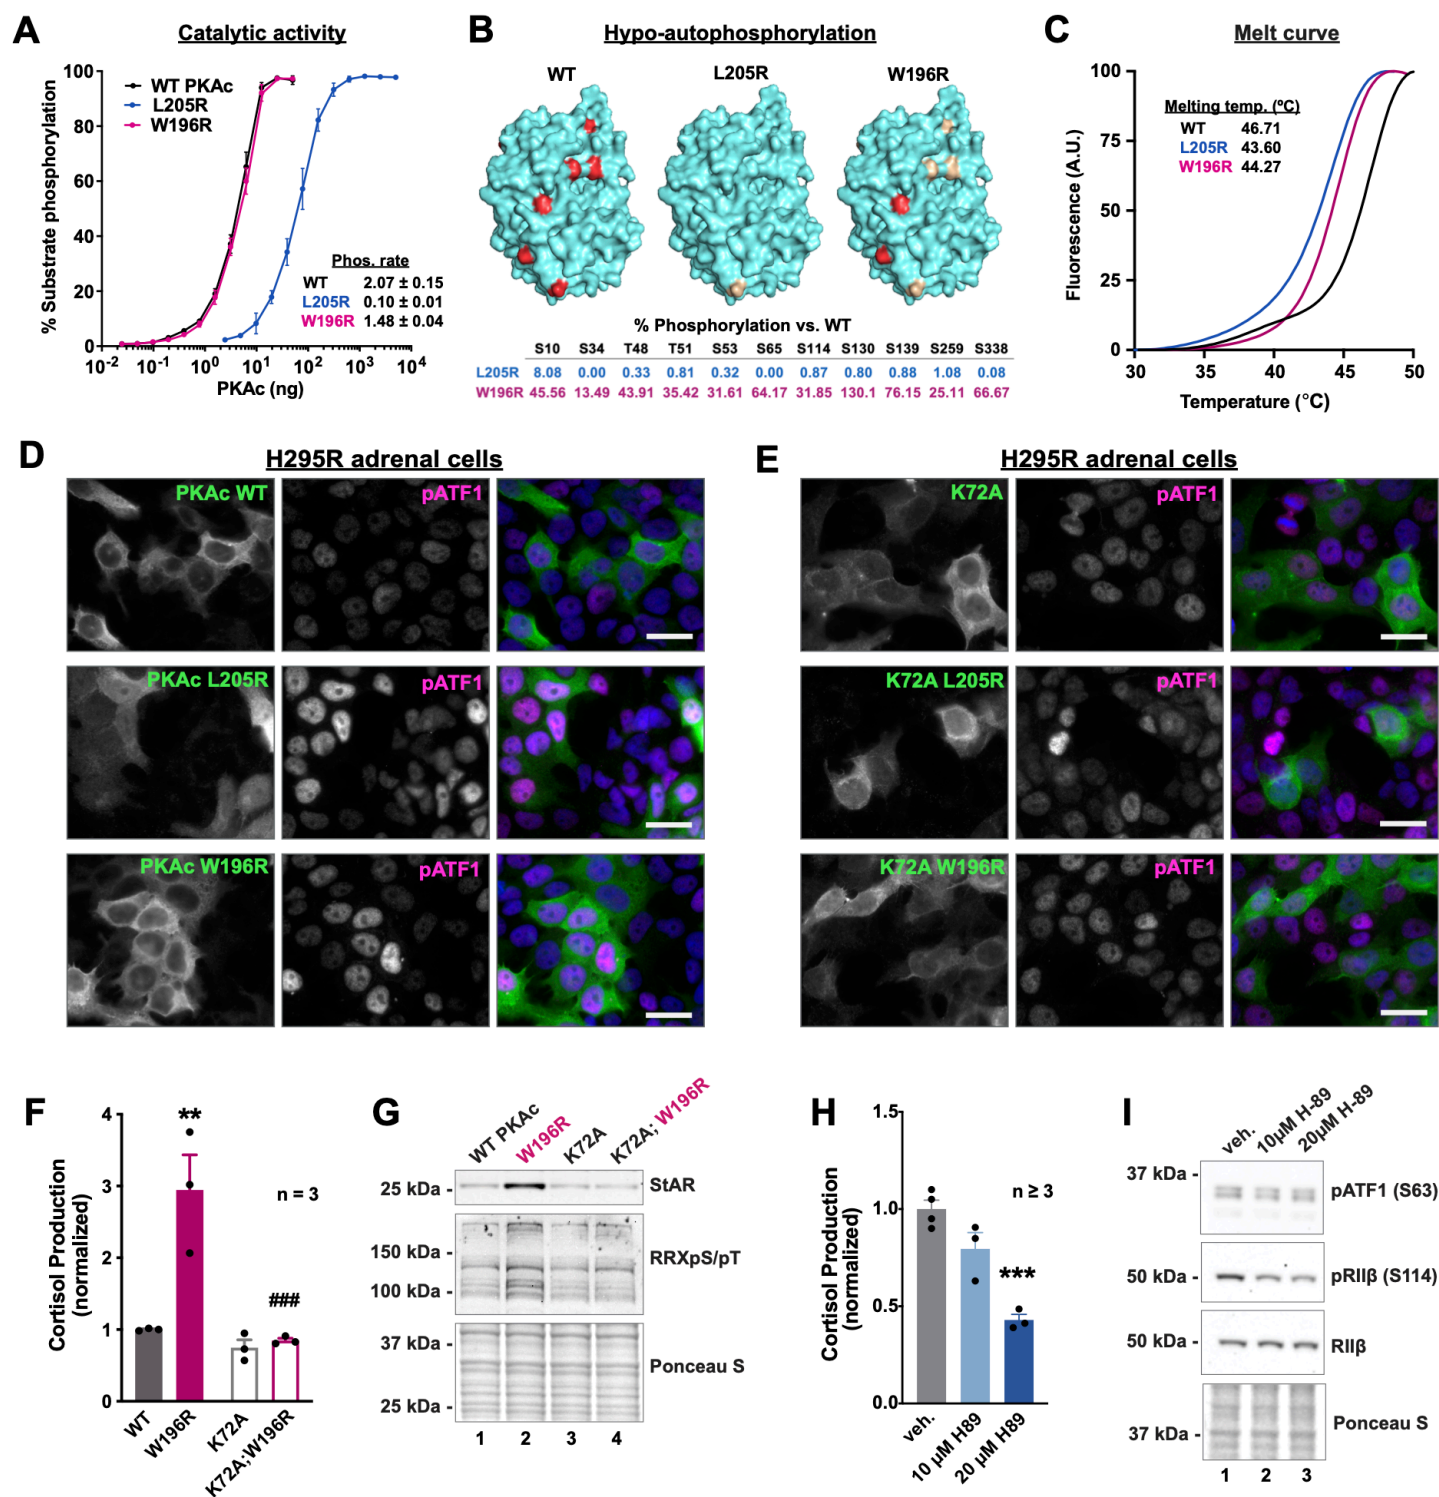 A
Catalytic activity
% Substrate phosphorylation
100
80
60
40
20
0
WT PKAc
L205R
W196R
Phos. rate
WT 2.07 ± 0.15
L205R 0.10 ± 0.01
W196R 1.48 ± 0.04
10-2 10-1 100 101 102 103 104
PKAc (ng)
B
Hypo-autophosphorylation
WT L205R W196R
% Phosphorylation vs. WT
S10 S34 T48 T51 S53 S65 S114 S130 S139 S259 S338
L205R 8.08 0.00 0.33 0.81 0.32 0.00 0.87 0.80 0.88 1.08 0.08
W196R 45.56 13.49 43.91 35.42 31.61 64.17 31.85 130.1 76.15 25.11 66.67
C
Melt curve
Fluorescence (A.U.)
100
75
50
25
0
Melting temp. (ºC)
WT 46.71
L205R 43.60
W196R 44.27
30 35 40 45 50
Temperature (°C)
D
H295R adrenal cells
PKAc WT pATF1
PKAc L205R pATF1
PKAc W196R pATF1
E
H295R adrenal cells
K72A pATF1
K72A L205R pATF1
K72A W196R pATF1
F
Cortisol Production
(normalized)
4
3
2
1
0
**
n = 3
###
WT W196R K72A K72A;W196R
G
WT PKAc W196R K72A K72A; W196R
25 kDa - StAR
150 kDa - RRXpS/pT
100 kDa -
37 kDa - Ponceau S
25 kDa -
1 2 3 4
H
Cortisol Production
(normalized)
1.5
1.0
0.5
0.0
n ≥ 3
***
veh. 10 µM H89 20 µM H89
I
veh. 10µM H-89 20µM H-89
37 kDa - pATF1 (S63)
50 kDa - pRIIβ (S114)
50 kDa - RIIβ
37 kDa - Ponceau S
1 2 3